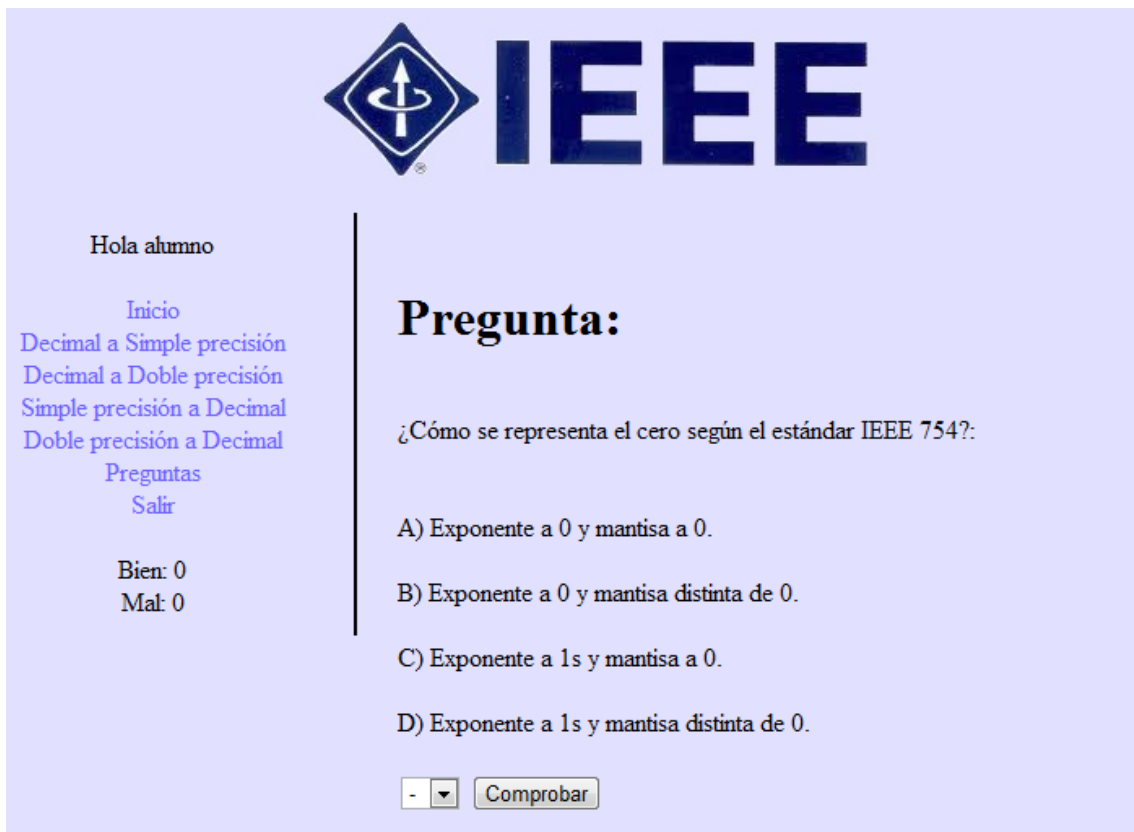 IEEE
Hola alumno
Inicio
Decimal a Simple precisión
Decimal a Doble precisión
Simple precisión a Decimal
Doble precisión a Decimal
Preguntas
Salir
Bien: 0
Mal: 0
Pregunta:
¿Cómo se representa el cero según el estándar IEEE 754?:
A) Exponente a 0 y mantisa a 0.
B) Exponente a 0 y mantisa distinta de 0.
C) Exponente a 1s y mantisa a 0.
D) Exponente a 1s y mantisa distinta de 0.
- Comprobar